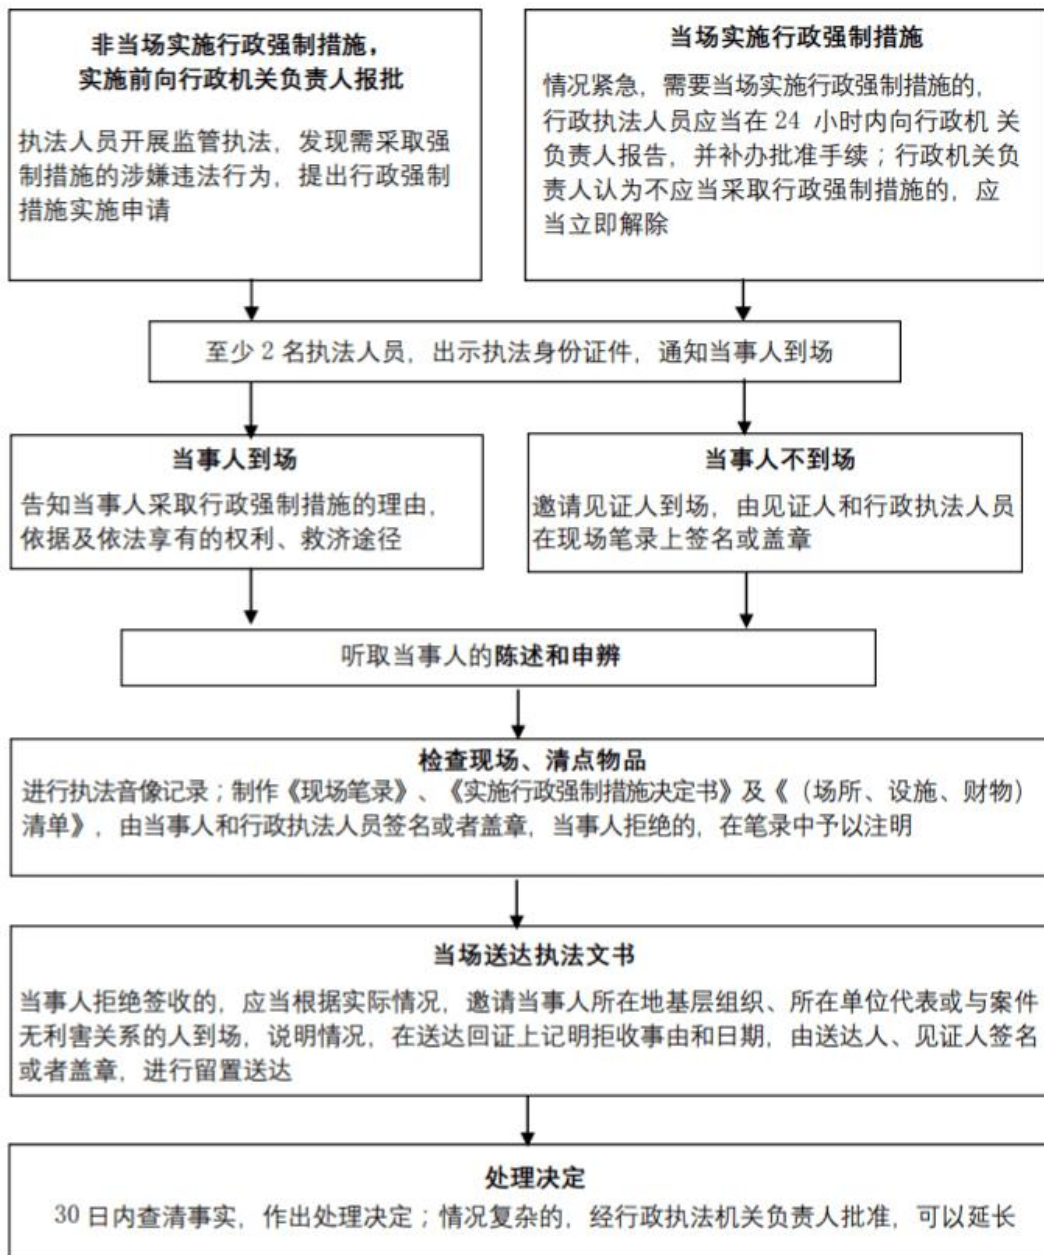 非当场实施行政强制措施，
实施前向行政机关负责人报批
执法人员开展监管执法，发现需采取强
制措施的涉嫌违法行为，提出行政强制
措施实施申请
当场实施行政强制措施
情况紧急，需要当场实施行政强制措施的，
行政执法人员应当在 24 小时内向行政机 关
负责人报告，并补办批准手续；行政机关负
责人认为不应当采取行政强制措施的，应
当立即解除
至少 2 名执法人员，出示执法身份证件，通知当事人到场
当事人到场
告知当事人采取行政强制措施的理由，
依据及依法享有的权利、救济途径
当事人不到场
邀请见证人到场，由见证人和行政执法人员
在现场笔录上签名或盖章
听取当事人的陈述和申辨
检查现场、清点物品
进行执法音像记录；制作《现场笔录》、《实施行政强制措施决定书》及《（场所、设施、财物）
清单》，由当事人和行政执法人员签名或者盖章，当事人拒绝的，在笔录中予以注明
当场送达执法文书
当事人拒绝签收的，应当根据实际情况，邀请当事人所在地基层组织、所在单位代表或与案件
无利害关系的人到场，说明情况，在送达回证上记明拒收事由和日期，由送达人、见证人签名
或者盖章，进行留置送达
处理决定
30 日内查清事实，作出处理决定；情况复杂的，经行政执法机关负责人批准，可以延长